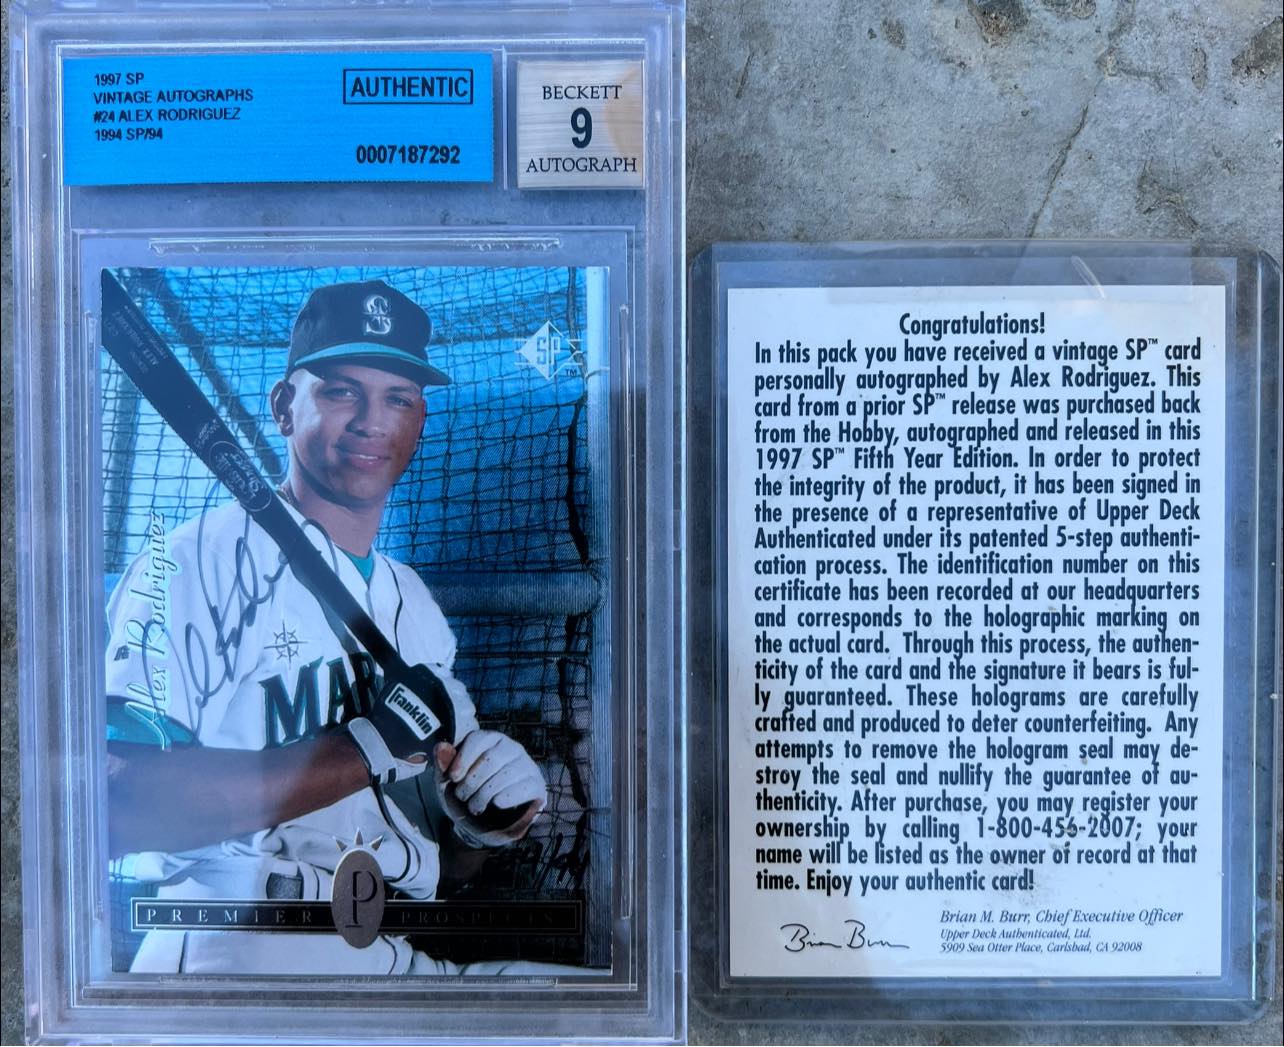 1997 SP
VINTAGE AUTOGRAPHS
#24 ALEX RODRIGUEZ
1994 SP/94
AUTHENTIC
0007187292
BECKETT
9
AUTOGRAPH
S
SP
TM
Alex Rodriguez
MAR
Franklin
P
PREMIER PROSPECTS
Congratulations!
In this pack you have received a vintage SP™ card
personally autographed by Alex Rodriguez. This
card from a prior SP™ release was purchased back
from the Hobby, autographed and released in this
1997 SP™ Fifth Year Edition. In order to protect
the integrity of the product, it has been signed in
the presence of a representative of Upper Deck
Authenticated under its patented 5-step authenti-
cation process. The identification number on this
certificate has been recorded at our headquarters
and corresponds to the holographic marking on
the actual card. Through this process, the authen-
ticity of the card and the signature it bears is ful-
ly guaranteed. These holograms are carefully
crafted and produced to deter counterfeiting. Any
attempts to remove the hologram seal may de-
stroy the seal and nullify the guarantee of au-
thenticity. After purchase, you may register your
ownership by calling 1-800-456-2007; your
name will be listed as the owner of record at that
time. Enjoy your authentic card!
Brian Burr
Brian M. Burr, Chief Executive Officer
Upper Deck Authenticated, Ltd.
5909 Sea Otter Place, Carlsbad, CA 92008